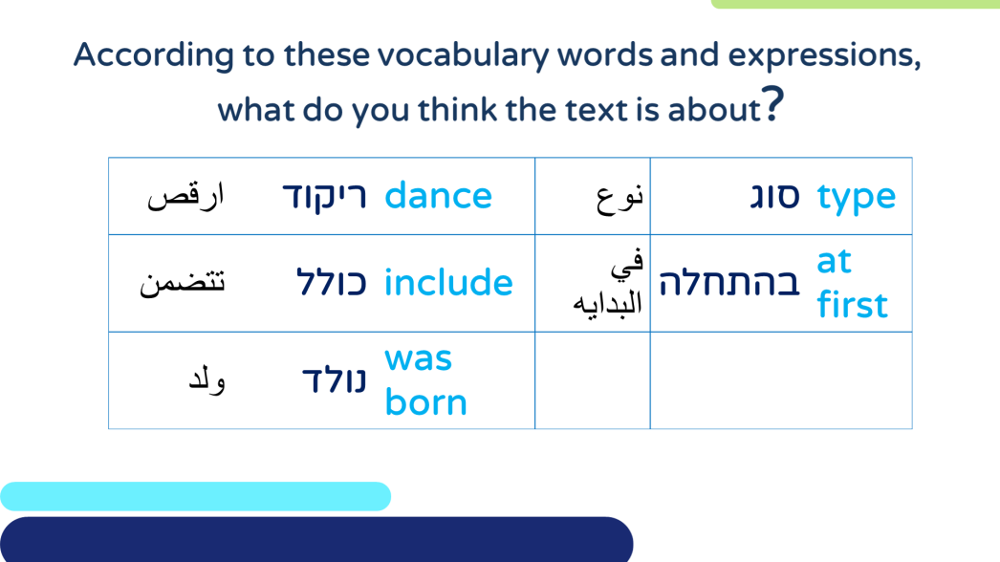 According to these vocabulary words and expressions,
what do you think the text is about?
ارقص ריקוד dance نوع סוג type
تتضمن כולל include في البدايه בהתחלה at first
ولد נולד was born